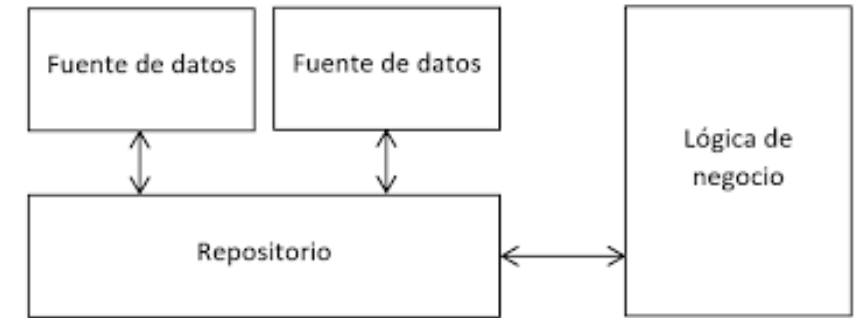 Fuente de datos
Fuente de datos
Lógica de
negocio
Repositorio